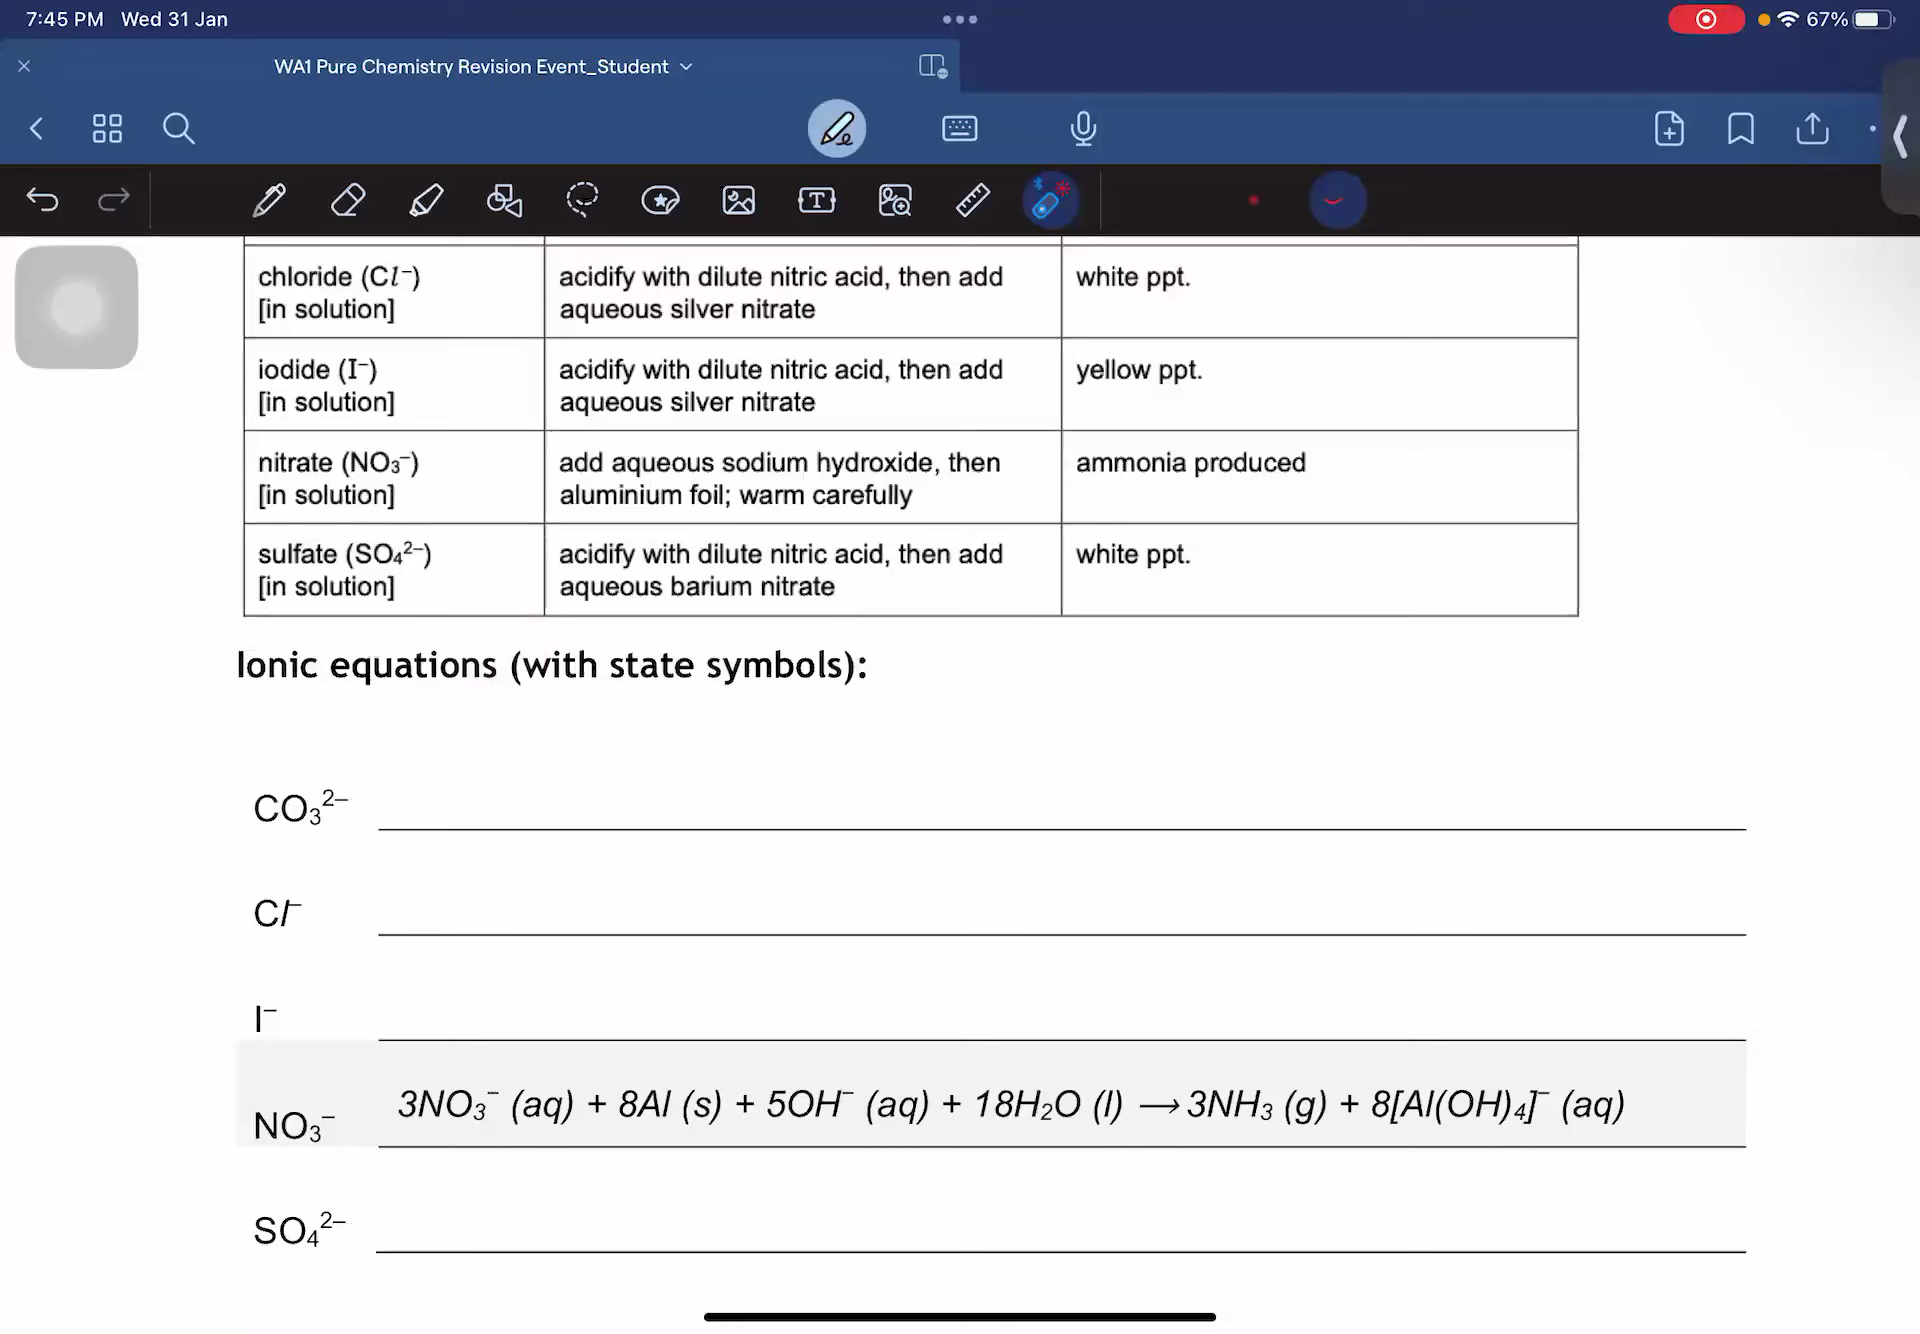 7:45 PM Wed 31 Jan
67%
WA1 Pure Chemistry Revision Event_Student
chloride (Cl⁻)
[in solution]
acidify with dilute nitric acid, then add
aqueous silver nitrate
white ppt.
iodide (I⁻)
[in solution]
acidify with dilute nitric acid, then add
aqueous silver nitrate
yellow ppt.
nitrate (NO₃⁻)
[in solution]
add aqueous sodium hydroxide, then
aluminium foil; warm carefully
ammonia produced
sulfate (SO₄²⁻)
[in solution]
acidify with dilute nitric acid, then add
aqueous barium nitrate
white ppt.
Ionic equations (with state symbols):
CO₃²⁻
Cl⁻
I⁻
NO₃⁻ 3NO₃⁻ (aq) + 8Al (s) + 5OH⁻ (aq) + 18H₂O (l) ⟶ 3NH₃ (g) + 8[Al(OH)₄]⁻ (aq)
SO₄²⁻